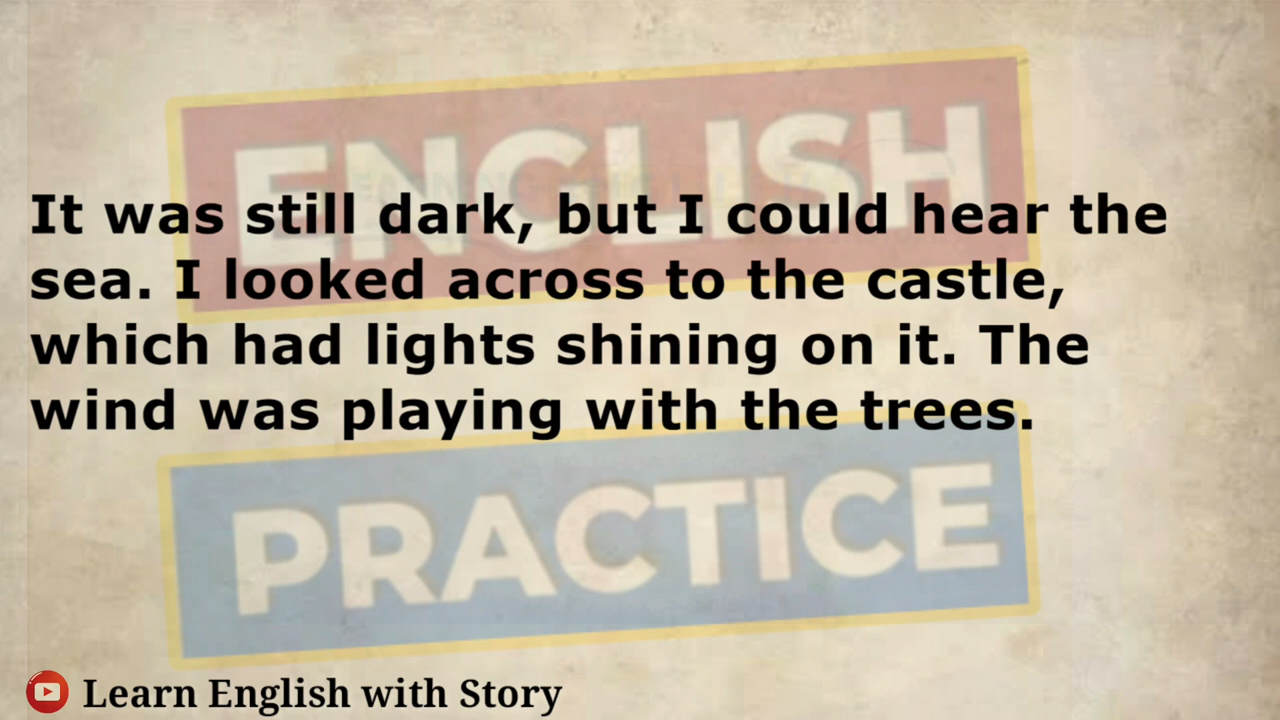 ENGLISH
It was still dark, but I could hear the
sea. I looked across to the castle,
which had lights shining on it. The
wind was playing with the trees.
PRACTICE
Learn English with Story